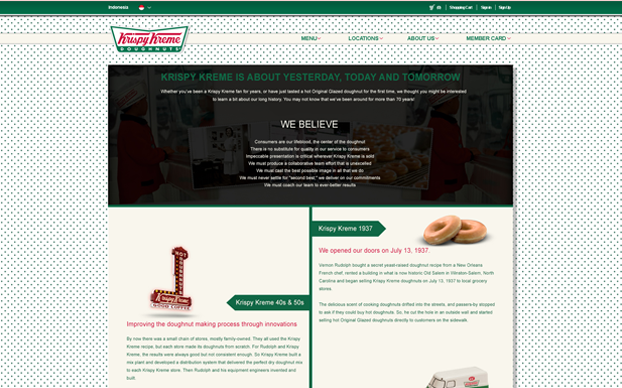 Indonesia
(0) Shopping Cart Sign in Sign Up
Krispy Kreme
DOUGHNUTS
MENU LOCATIONS ABOUT US MEMBER CARD
KRISPY KREME IS ABOUT YESTERDAY, TODAY AND TOMORROW
Whether you've been a Krispy Kreme fan for years, or have just tasted a hot Original Glazed doughnut for the first time, we thought you might be interested
to learn a bit about our long history. You may not know that we've been around for more than 70 years!
WE BELIEVE
Consumers are our lifeblood, the center of the doughnut
There is no substitute for quality in our service to consumers
Impeccable presentation is critical wherever Krispy Kreme is sold
We must produce a collaborative team effort that is unexcelled
We must cast the best possible image in all that we do
We must never settle for "second best," we deliver on our commitments
We must coach our team to ever-better results
Krispy Kreme 1937
We opened our doors on July 13, 1937.
Vernon Rudolph bought a secret yeast-raised doughnut recipe from a New Orleans
French chef, rented a building in what is now historic Old Salem in Winston-Salem, North
Carolina and began selling Krispy Kreme doughnuts on July 13, 1937 to local grocery
stores.
The delicious scent of cooking doughnuts drifted into the streets, and passers-by stopped
to ask if they could buy hot doughnuts. So, he cut the hole in an outside wall and started
selling hot Original Glazed doughnuts directly to customers on the sidewalk.
HOT
Krispy Kreme
Krispy Kreme 40s & 50s
Improving the doughnut making process through innovations
By now there was a small chain of stores, mostly family-owned. They all used the Krispy
Kreme recipe, but each store made its doughnuts from scratch. For Rudolph and Krispy
Kreme, the results were always good but not consistent enough. So Krispy Kreme built a
mix plant and developed a distribution system that delivered the perfect dry doughnut mix
to each Krispy Kreme store. Then Rudolph and his equipment engineers invented and
built